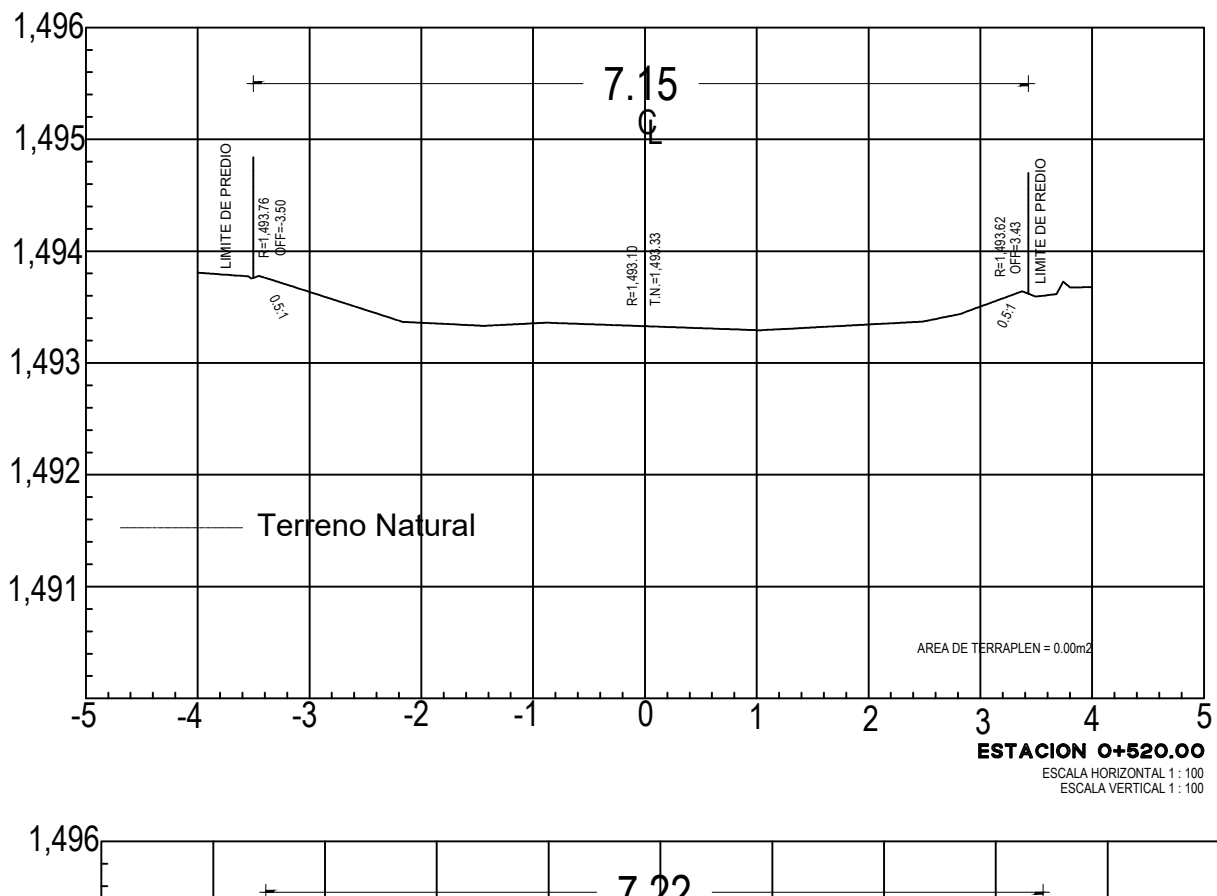 1,496
7.15
CL
1,495
LIMITE DE PREDIO
R=1,493.76
OFF=-3.50
R=1,493.10
T.N.=1,493.33
R=1,493.62
OFF=3.43
LIMITE DE PREDIO
1,494
0.5:1
0.5:1
1,493
1,492
Terreno Natural
1,491
AREA DE TERRAPLEN = 0.00m2
-5 -4 -3 -2 -1 0 1 2 3 4 5
ESTACION 0+520.00
ESCALA HORIZONTAL 1 : 100
ESCALA VERTICAL 1 : 100
1,496
7.22